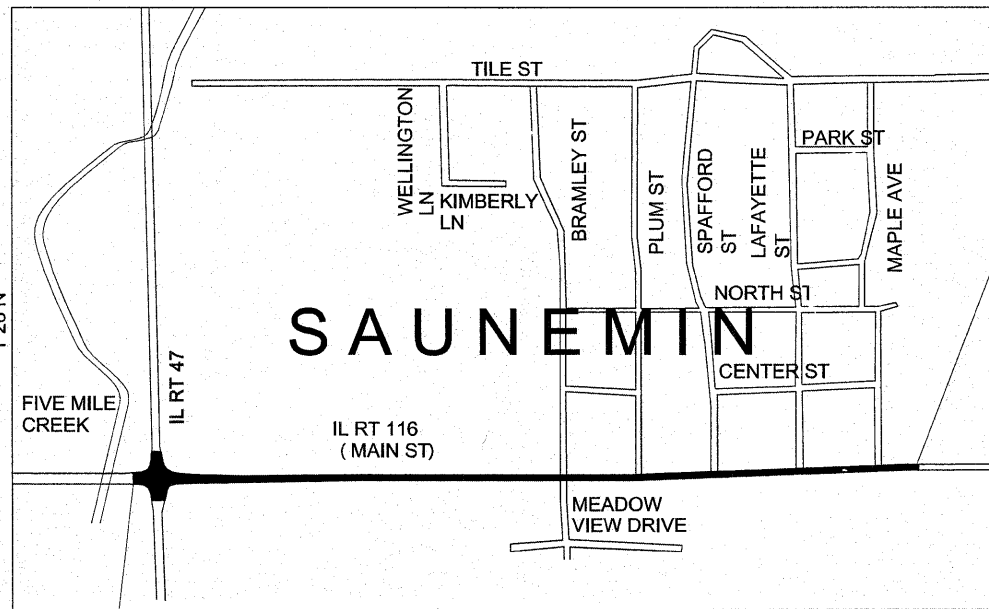 TILE ST
WELLINGTON
LN
KIMBERLY
LN
BRAMLEY ST
PLUM ST
SPAFFORD
ST
LAFAYETTE
ST
PARK ST
MAPLE AVE
NORTH ST
SAUNEMIN
CENTER ST
IL RT 47
FIVE MILE
CREEK
IL RT 116
( MAIN ST)
MEADOW
VIEW DRIVE